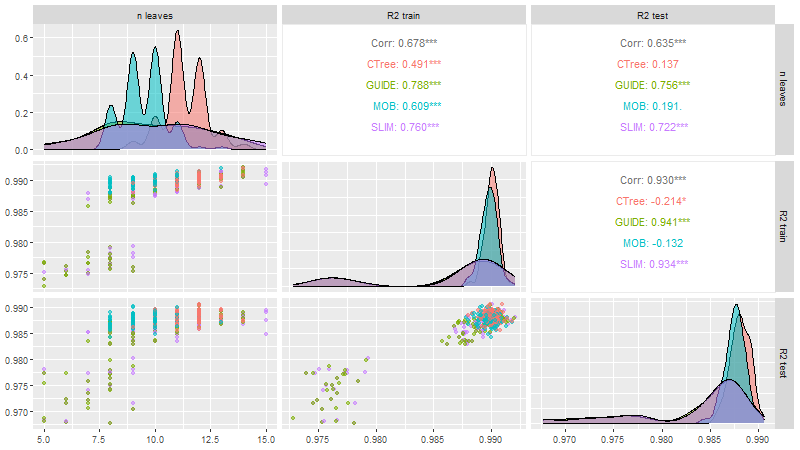 n leaves
R2 train
R2 test
0.6
0.4
0.2
0.0
Corr: 0.678***
CTree: 0.491***
GUIDE: 0.788***
MOB: 0.609***
SLIM: 0.760***
Corr: 0.635***
CTree: 0.137
GUIDE: 0.756***
MOB: 0.191.
SLIM: 0.722***
n leaves
0.990
0.985
0.980
0.975
Corr: 0.930***
CTree: -0.214*
GUIDE: 0.941***
MOB: -0.132
SLIM: 0.934***
R2 train
0.990
0.985
0.980
0.975
0.970
R2 test
5.0
7.5
10.0
12.5
15.0
0.975
0.980
0.985
0.990
0.970
0.975
0.980
0.985
0.990